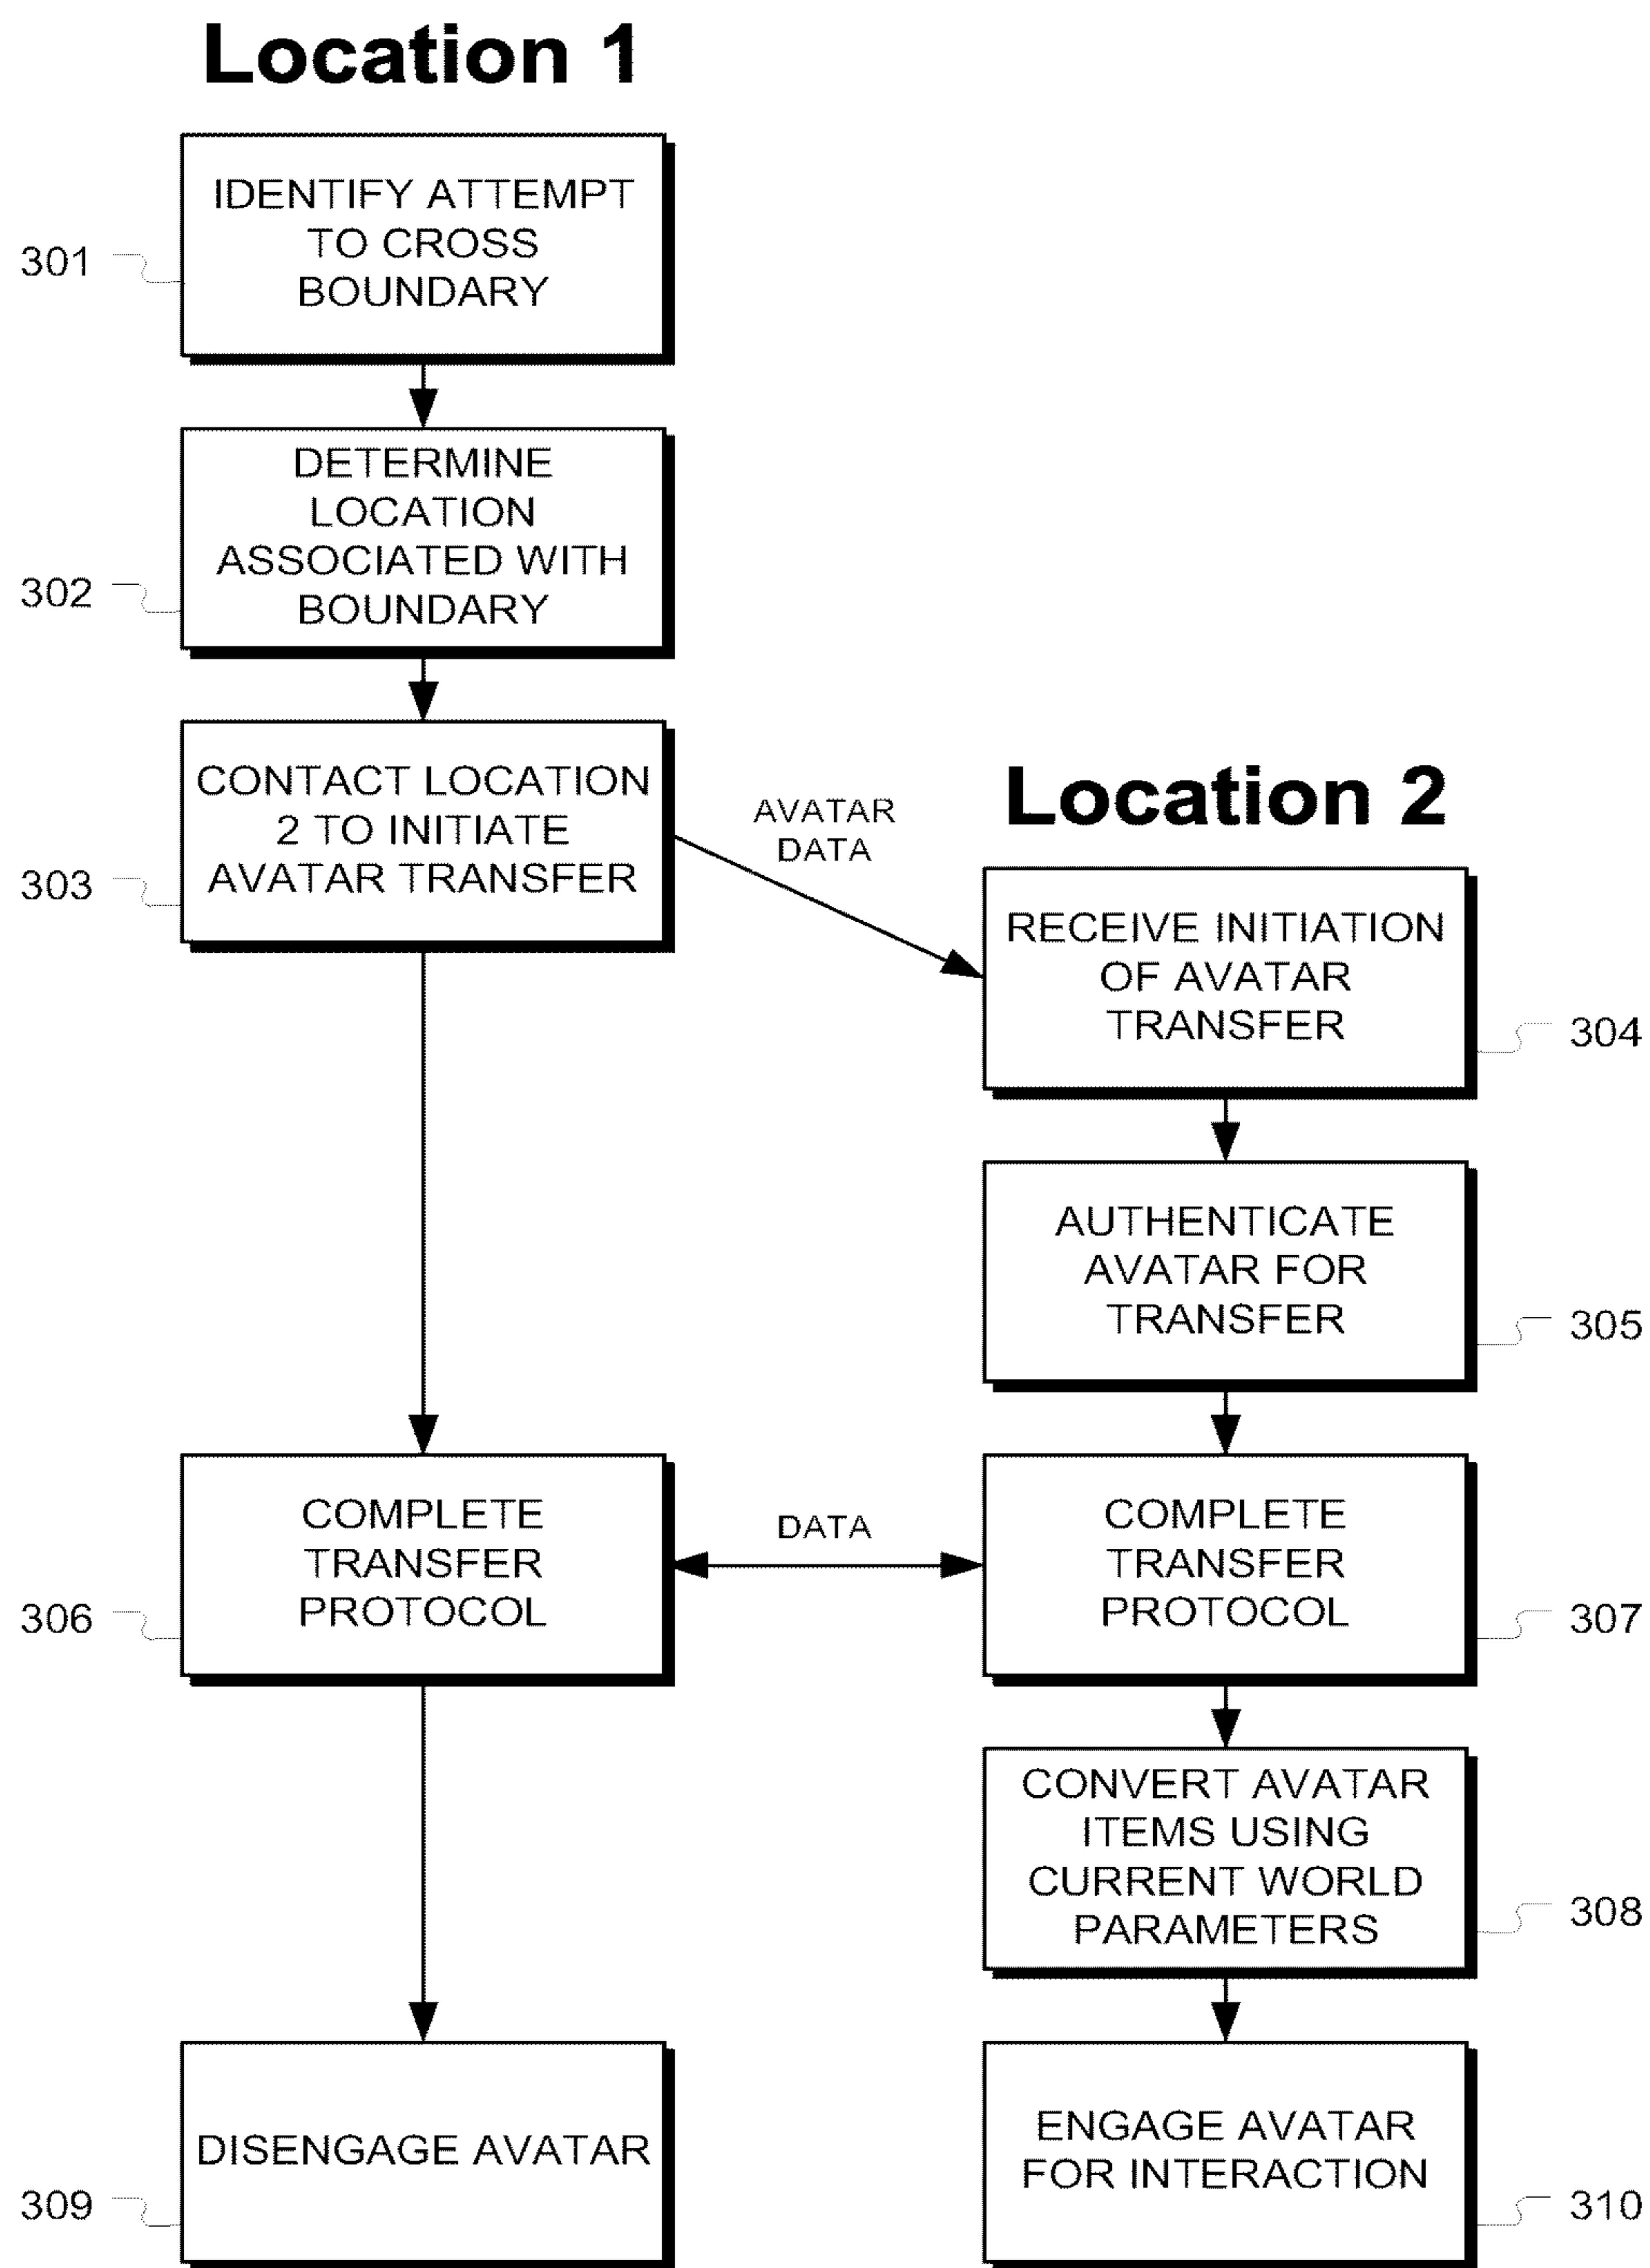 Location 1
IDENTIFY ATTEMPT
TO CROSS
BOUNDARY
301
DETERMINE
LOCATION
ASSOCIATED WITH
BOUNDARY
302
CONTACT LOCATION
2 TO INITIATE
AVATAR TRANSFER
303
AVATAR
DATA
Location 2
RECEIVE INITIATION
OF AVATAR
TRANSFER
304
AUTHENTICATE
AVATAR FOR
TRANSFER
305
COMPLETE
TRANSFER
PROTOCOL
306
DATA
COMPLETE
TRANSFER
PROTOCOL
307
CONVERT AVATAR
ITEMS USING
CURRENT WORLD
PARAMETERS
308
DISENGAGE AVATAR
309
ENGAGE AVATAR
FOR INTERACTION
310